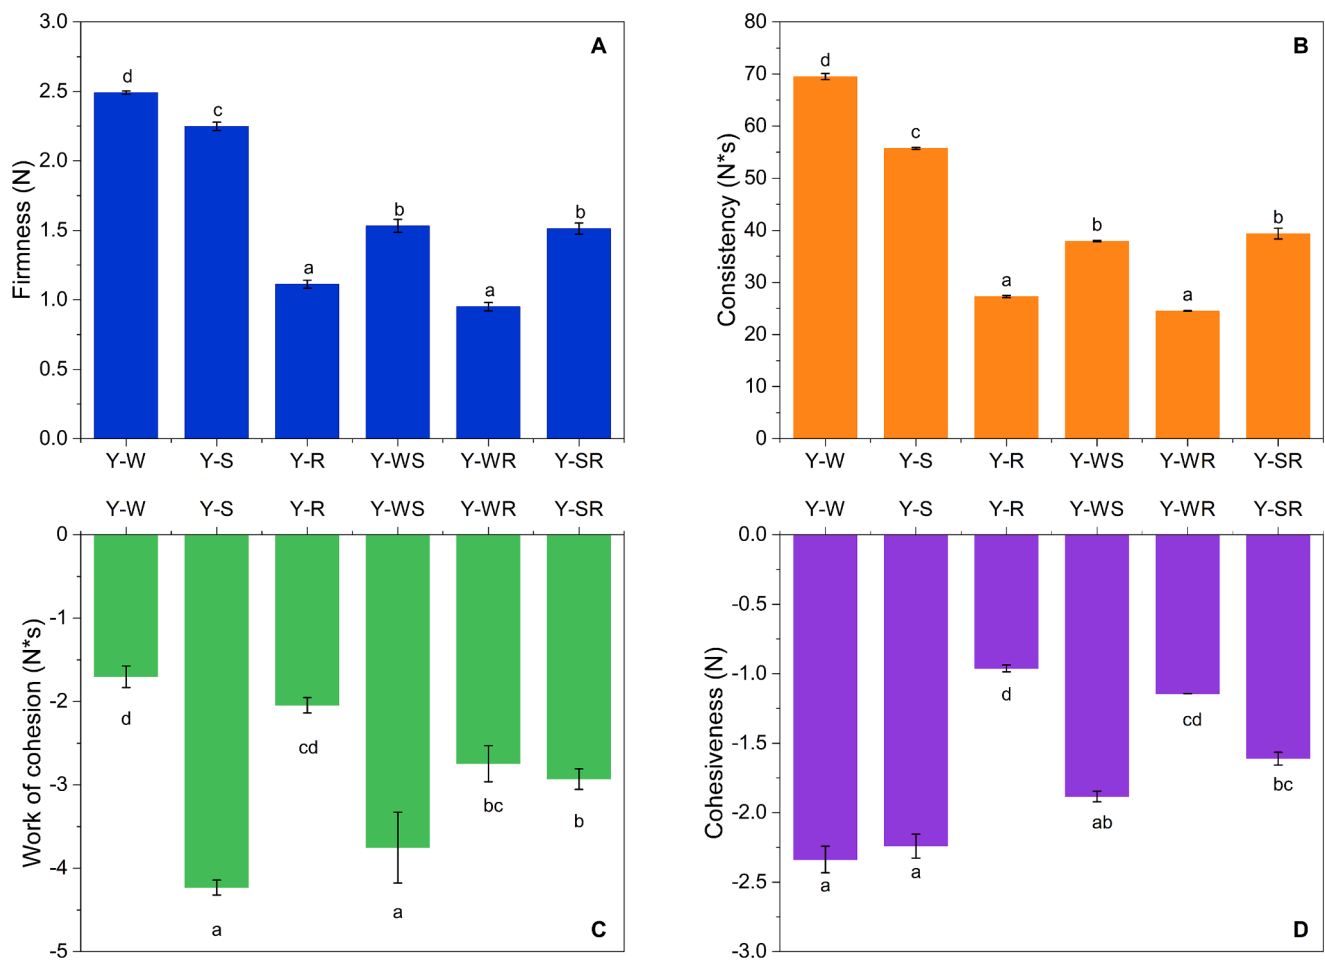 A
Firmness (N)
3.0
2.5
2.0
1.5
1.0
0.5
0.0
d
c
a
b
a
b
Y-W Y-S Y-R Y-WS Y-WR Y-SR
B
Consistency (N*s)
80
70
60
50
40
30
20
10
0
d
c
a
b
a
b
Y-W Y-S Y-R Y-WS Y-WR Y-SR
Y-W Y-S Y-R Y-WS Y-WR Y-SR
Work of cohesion (N*s)
0
-1
-2
-3
-4
-5
d
a
cd
a
bc
b
C
Y-W Y-S Y-R Y-WS Y-WR Y-SR
Cohesiveness (N)
0.0
-0.5
-1.0
-1.5
-2.0
-2.5
-3.0
a
a
d
ab
cd
bc
D